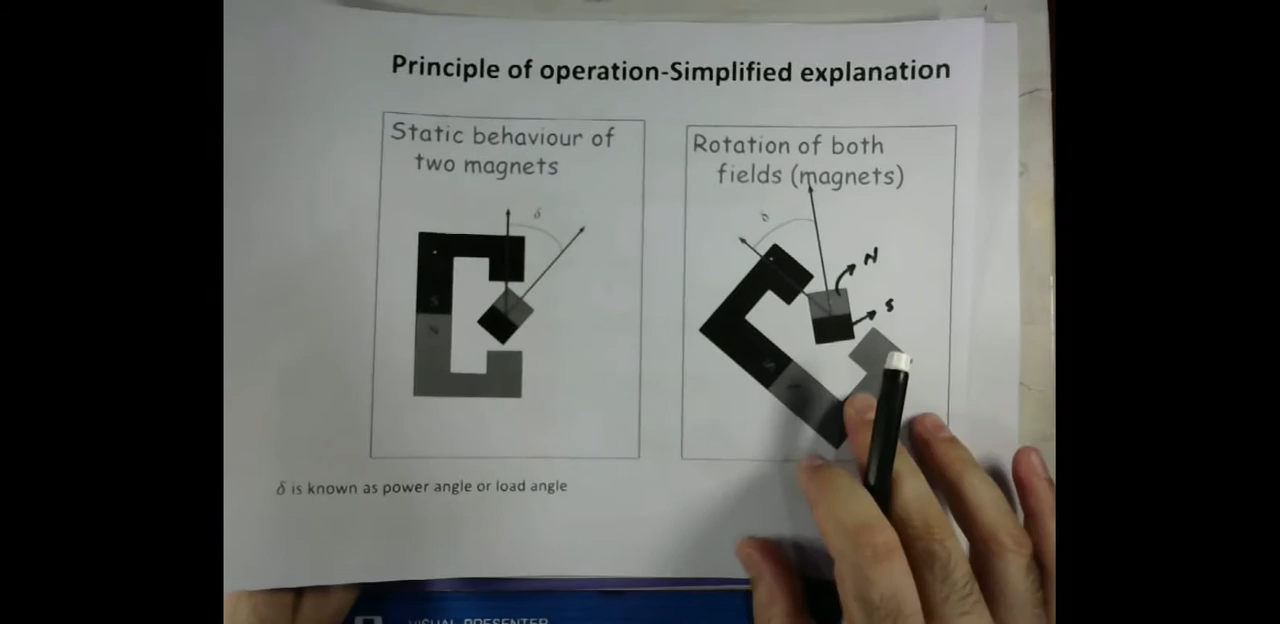 Principle of operation-Simplified explanation
Static behaviour of
two magnets
δ
S
N
Rotation of both
fields (magnets)
δ
N
S
δ is known as power angle or load angle
VISUAL PRESENTER